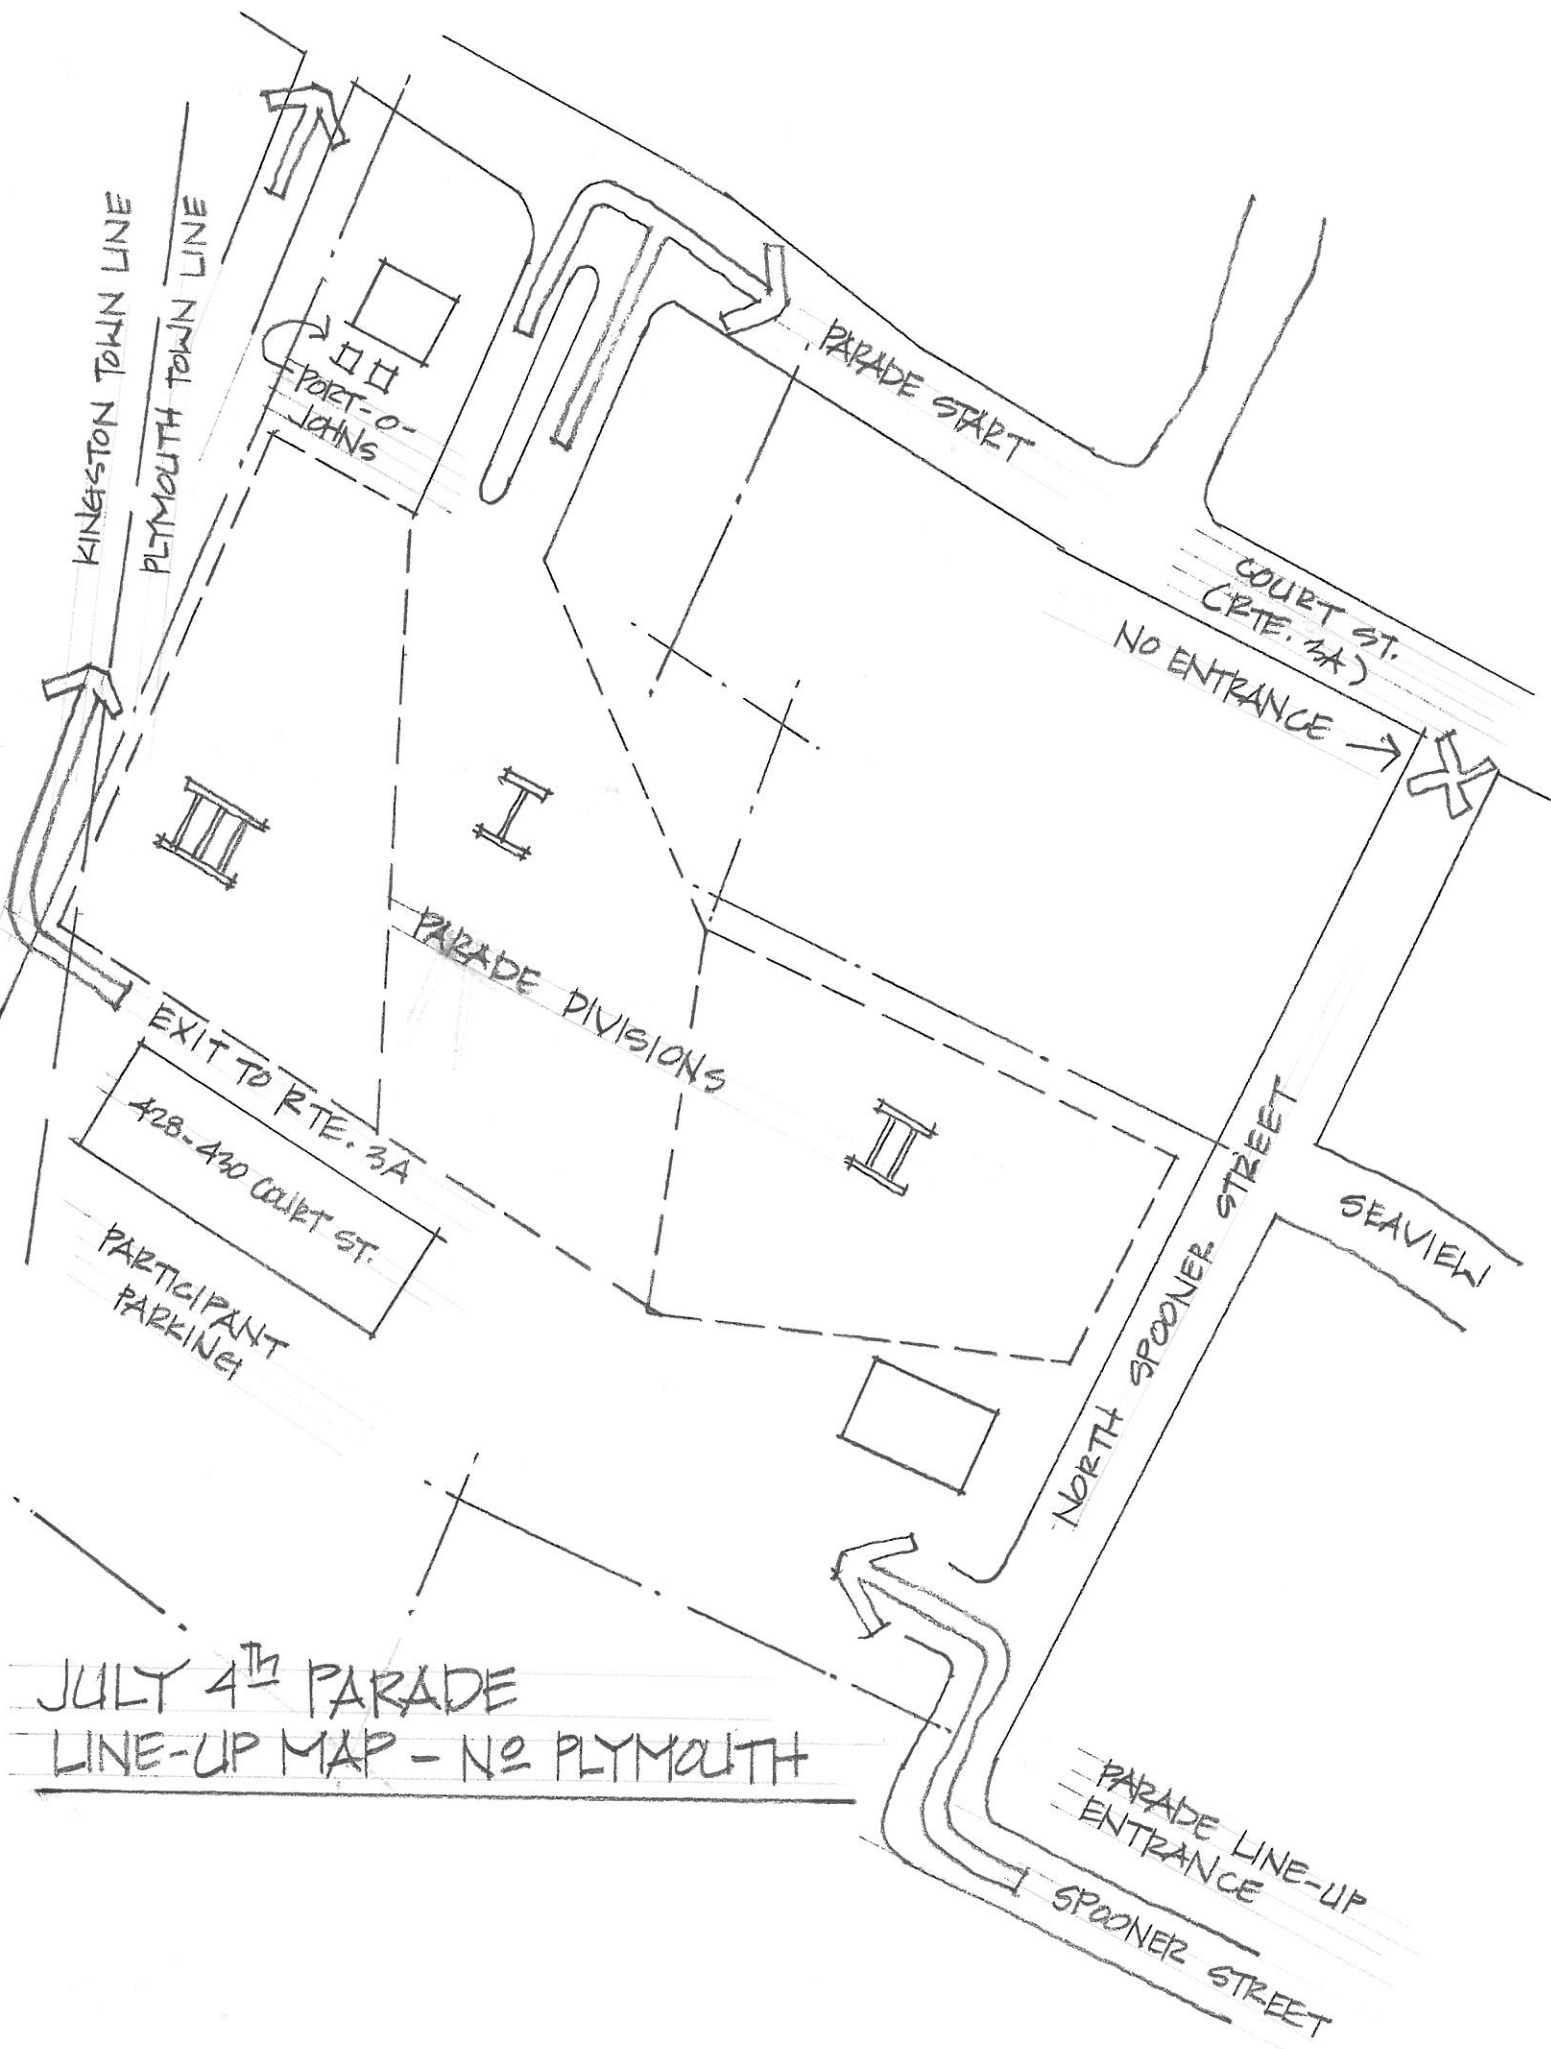 KINGSTON TOWN LINE
PLYMOUTH TOWN LINE
PORT-O-
JOHNS
PARADE START
COURT ST.
(RTE. 3A)
NO ENTRANCE →
X
III
I
PARADE DIVISIONS
II
EXIT TO RTE. 3A
428-430 COURT ST.
PARTICIPANT
PARKING
NORTH SPOONER STREET
SEAVIEW
JULY 4TH PARADE
LINE-UP MAP - Nº PLYMOUTH
PARADE LINE-UP
ENTRANCE
SPOONER STREET